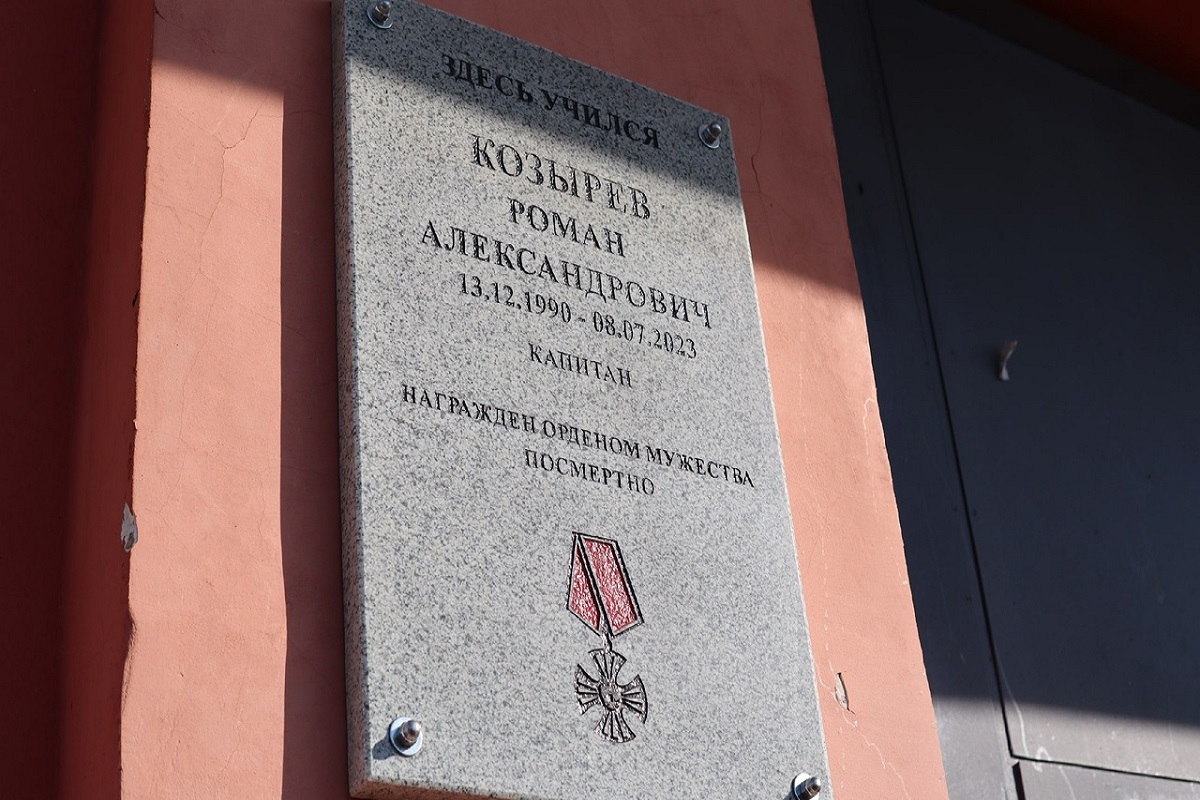 ЗДЕСЬ УЧИЛСЯ
КОЗЫРЕВ
РОМАН
АЛЕКСАНДРОВИЧ
13.12.1990 - 08.07.2023
КАПИТАН
НАГРАЖДЕН ОРДЕНОМ МУЖЕСТВА
ПОСМЕРТНО